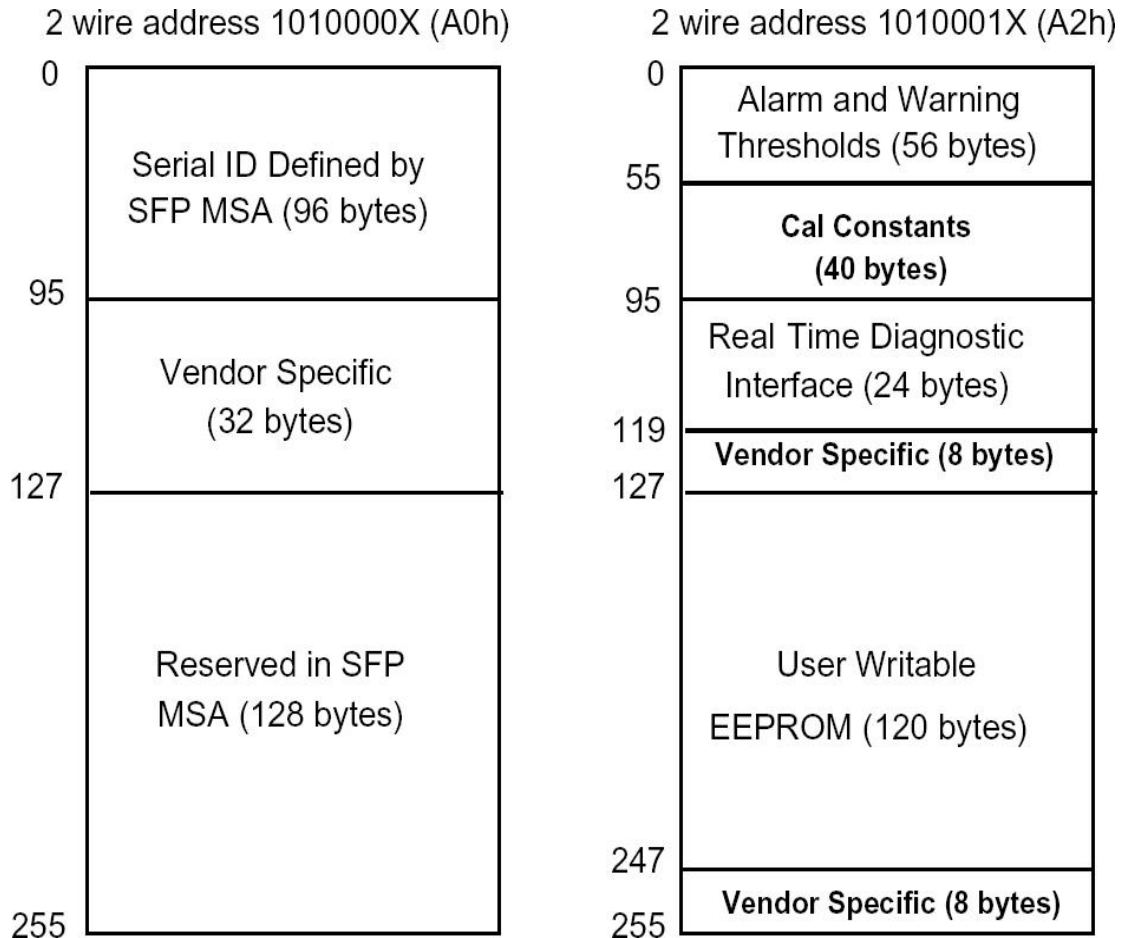 2 wire address 1010000X (A0h)
0
Serial ID Defined by
SFP MSA (96 bytes)
95
Vendor Specific
(32 bytes)
127
Reserved in SFP
MSA (128 bytes)
255
2 wire address 1010001X (A2h)
0
Alarm and Warning
Thresholds (56 bytes)
55
Cal Constants
(40 bytes)
95
Real Time Diagnostic
Interface (24 bytes)
119
Vendor Specific (8 bytes)
127
User Writable
EEPROM (120 bytes)
247
Vendor Specific (8 bytes)
255